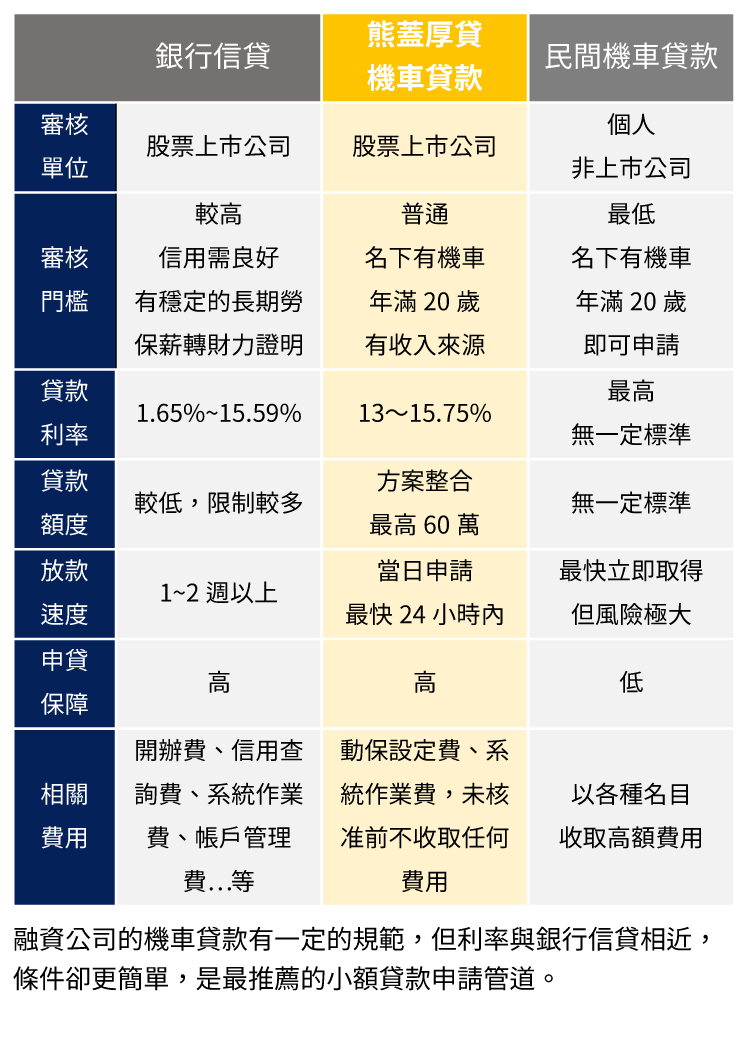 銀行信貸
熊蓋厚貸
機車貸款
民間機車貸款
審核
單位
股票上市公司
股票上市公司
個人
非上市公司
審核
門檻
較高
信用需良好
有穩定的長期勞
保薪轉財力證明
普通
名下有機車
年滿 20 歲
有收入來源
最低
名下有機車
年滿 20 歲
即可申請
貸款
利率
1.65%~15.59%
13～15.75%
最高
無一定標準
貸款
額度
較低，限制較多
方案整合
最高 60 萬
無一定標準
放款
速度
1~2 週以上
當日申請
最快 24 小時內
最快立即取得
但風險極大
申貸
保障
高
高
低
相關
費用
開辦費、信用查
詢費、系統作業
費、帳戶管理
費…等
動保設定費、系
統作業費，未核
准前不收取任何
費用
以各種名目
收取高額費用
融資公司的機車貸款有一定的規範，但利率與銀行信貸相近，
條件卻更簡單，是最推薦的小額貸款申請管道。